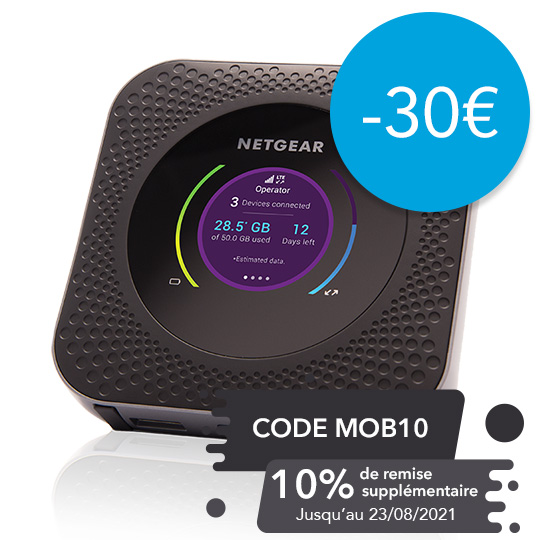 -30€
NETGEAR
LTE
Operator
3 Devices connected
28.5* GB
of 50.0 GB used
12
Days left
*Estimated data.
CODE MOB10
10% de remise
supplémentaire
Jusqu'au 23/08/2021